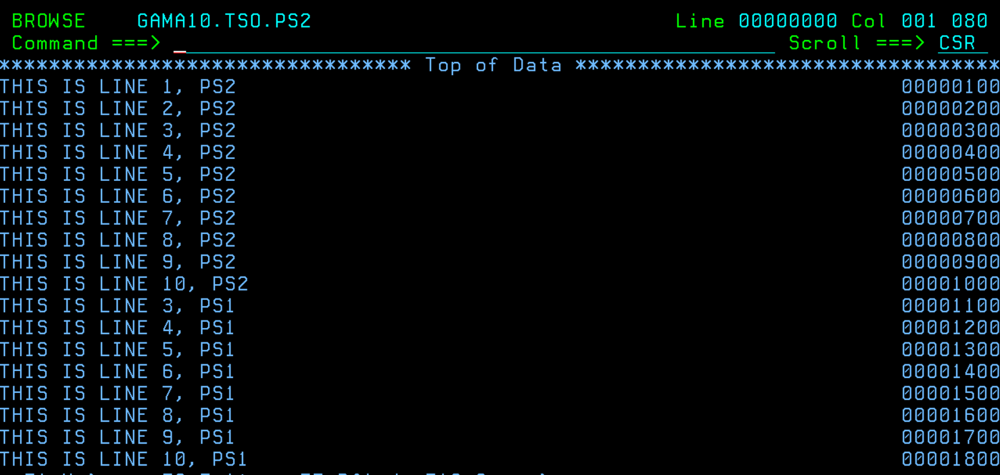 BROWSE    GAMA10.TSO.PS2                             Line 00000000 Col 001 080
Command ===> _ Scroll ===> CSR
********************************* Top of Data **********************************
THIS IS LINE 1, PS2 00000100
THIS IS LINE 2, PS2 00000200
THIS IS LINE 3, PS2 00000300
THIS IS LINE 4, PS2 00000400
THIS IS LINE 5, PS2 00000500
THIS IS LINE 6, PS2 00000600
THIS IS LINE 7, PS2 00000700
THIS IS LINE 8, PS2 00000800
THIS IS LINE 9, PS2 00000900
THIS IS LINE 10, PS2 00001000
THIS IS LINE 3, PS1 00001100
THIS IS LINE 4, PS1 00001200
THIS IS LINE 5, PS1 00001300
THIS IS LINE 6, PS1 00001400
THIS IS LINE 7, PS1 00001500
THIS IS LINE 8, PS1 00001600
THIS IS LINE 9, PS1 00001700
THIS IS LINE 10, PS1 00001800